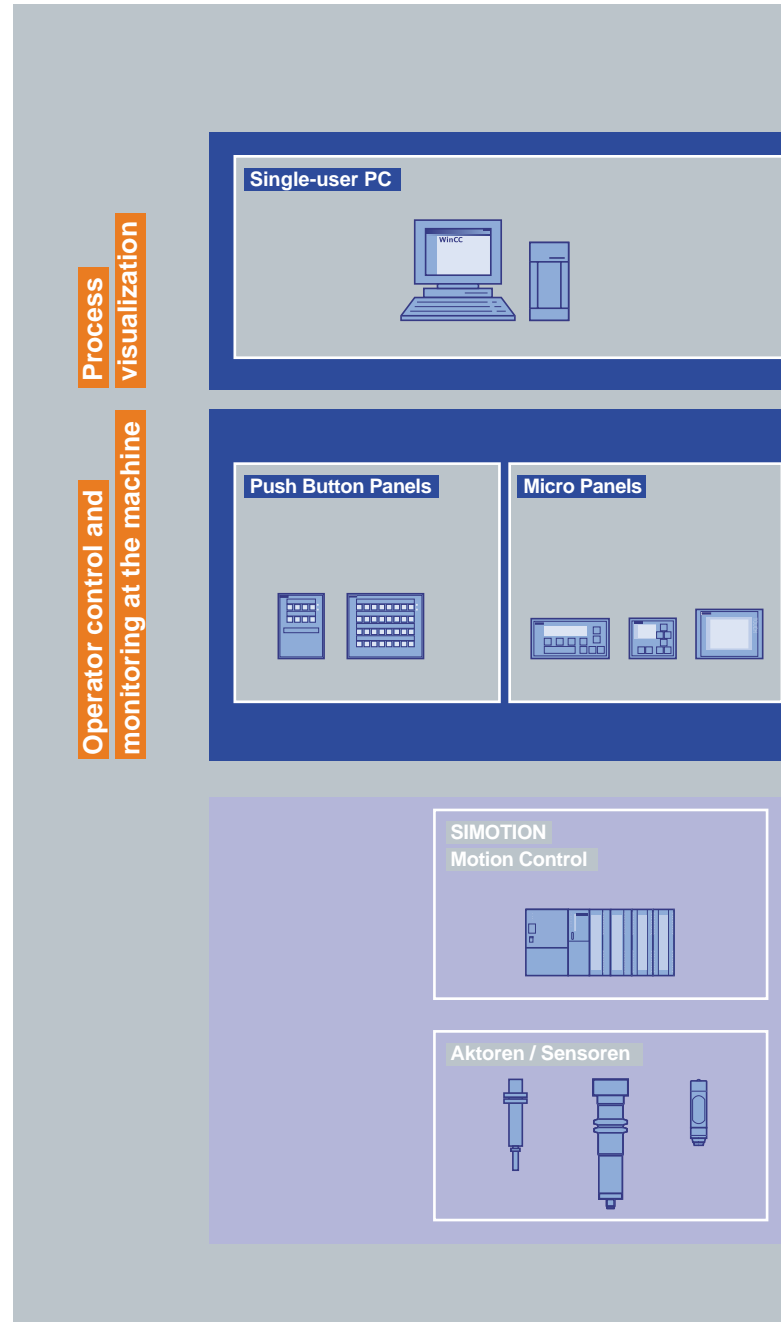 Single-user PC
WinCC
Process
visualization
Push Button Panels
Micro Panels
Operator control and
monitoring at the machine
SIMOTION
Motion Control
Aktoren / Sensoren